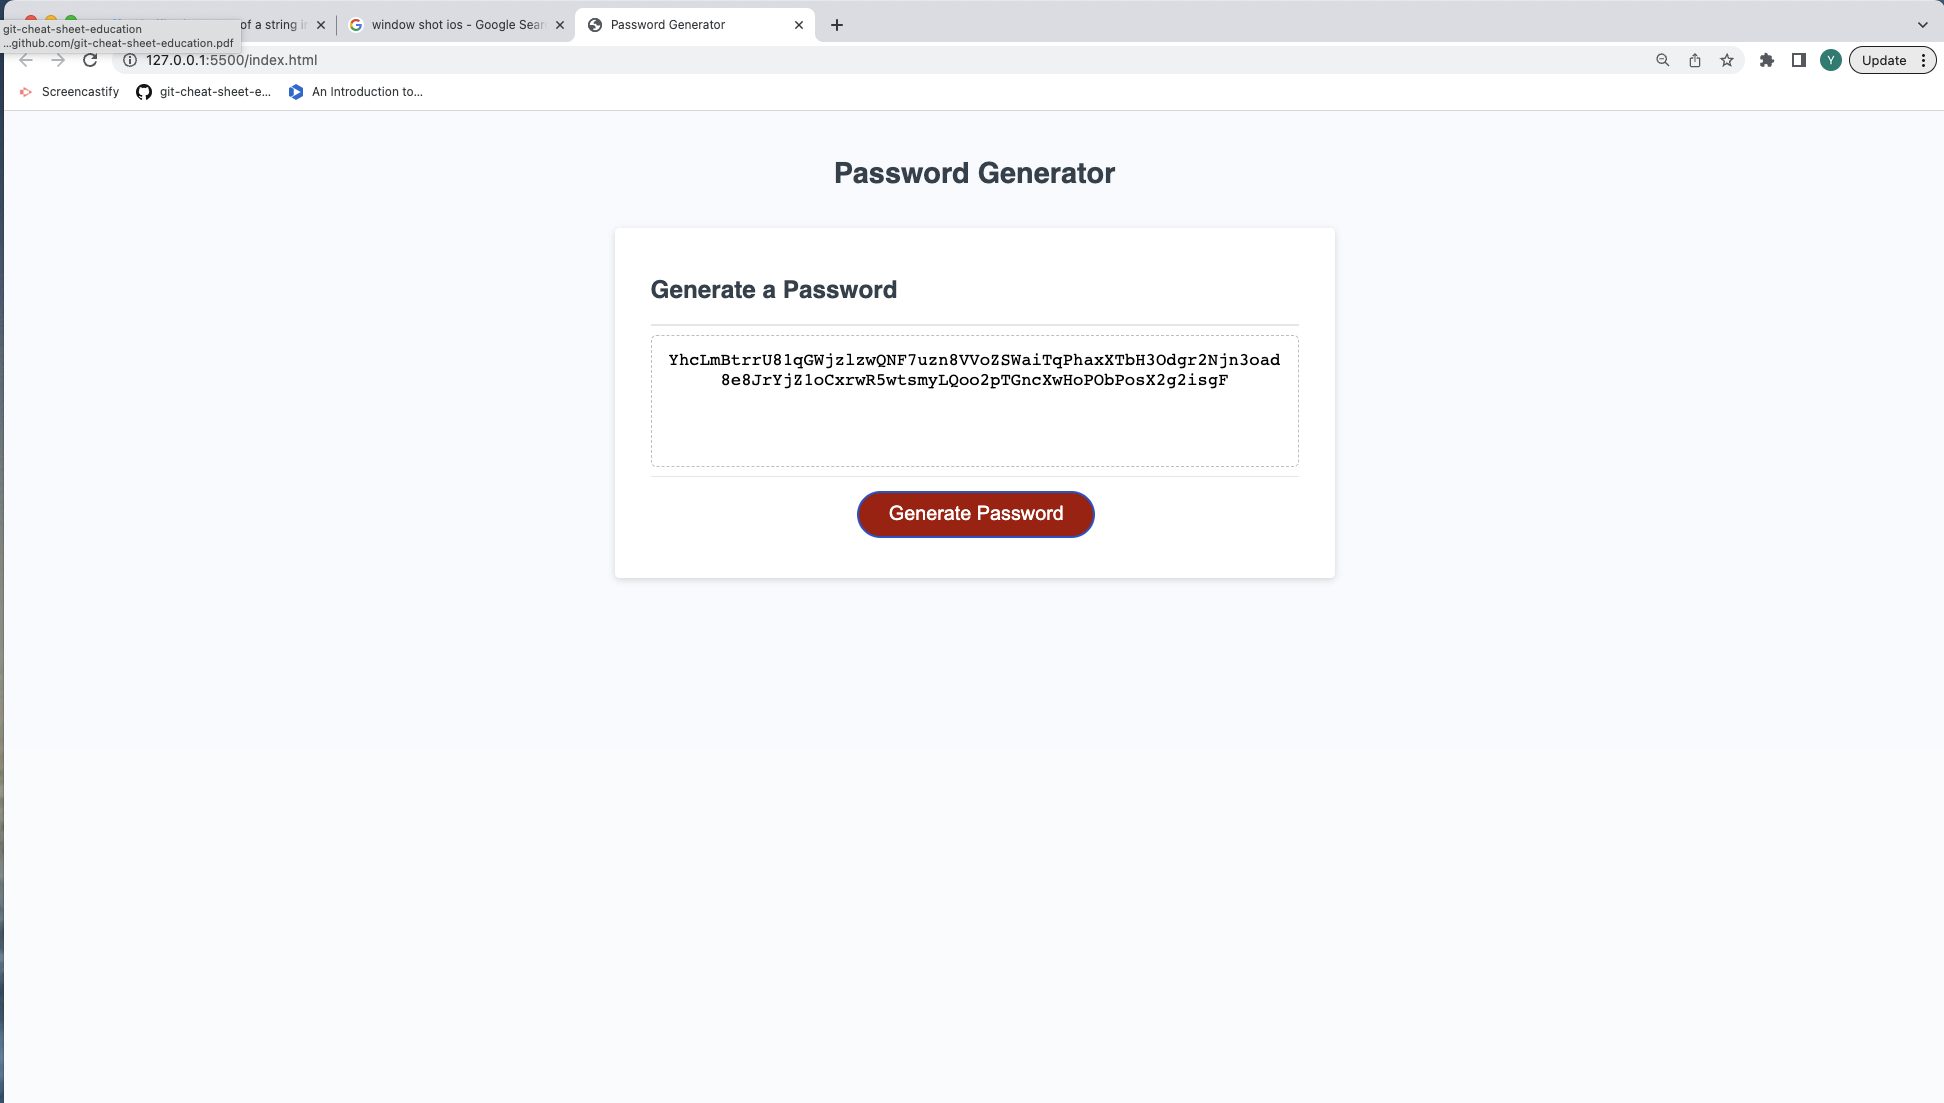 git-cheat-sheet-education
...github.com/git-cheat-sheet-education.pdf
of a string i
window shot ios - Google Sear
Password Generator
127.0.0.1:5500/index.html
Y
Update
Screencastify
git-cheat-sheet-e...
An Introduction to...
Password Generator
Generate a Password
YhcLmBtrrU81qGWjzlzwQNF7uzn8VVoZSWaiTqPhaxXTbH3Odgr2Njn3oad
8e8JrYjZ1oCxrwR5wtsmyLQoo2pTGncXwHoPObPosX2g2isgF
Generate Password